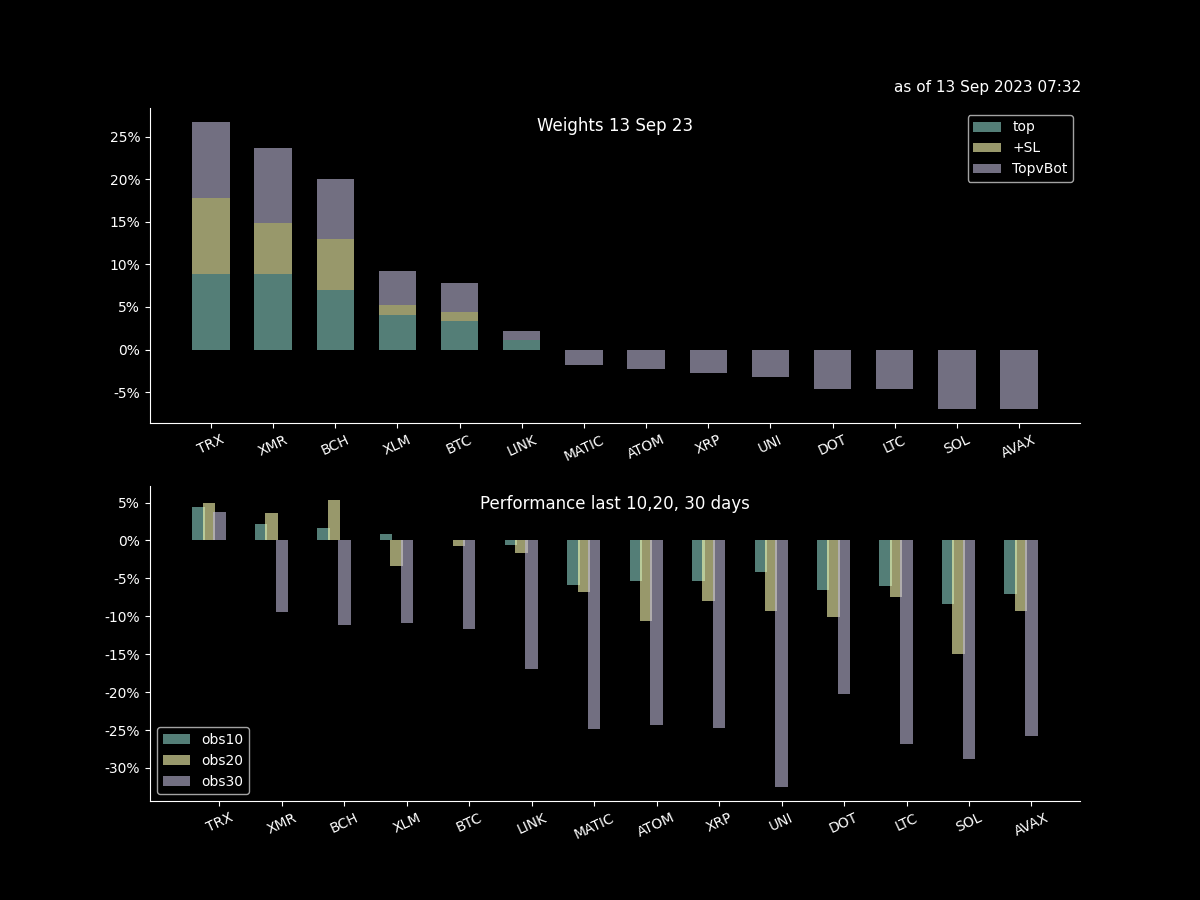 as of 13 Sep 2023 07:32
Weights 13 Sep 23
top
+SL
TopvBot
25%
20%
15%
10%
5%
0%
-5%
TRX XMR BCH XLM BTC LINK MATIC ATOM XRP UNI DOT LTC SOL AVAX
Performance last 10,20, 30 days
5%
0%
-5%
-10%
-15%
-20%
-25%
-30%
obs10
obs20
obs30
TRX XMR BCH XLM BTC LINK MATIC ATOM XRP UNI DOT LTC SOL AVAX